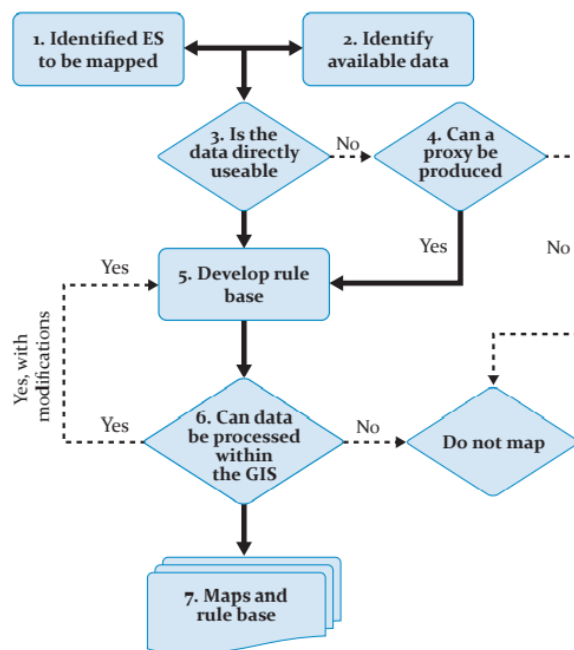 1. Identified ES
to be mapped
2. Identify
available data
3. Is the
data directly
useable
No
4. Can a
proxy be
produced
Yes
No
Yes
5. Develop rule
base
Yes, with
modifications
Yes
6. Can data
be processed
within
the GIS
No
Do not map
7. Maps and
rule base